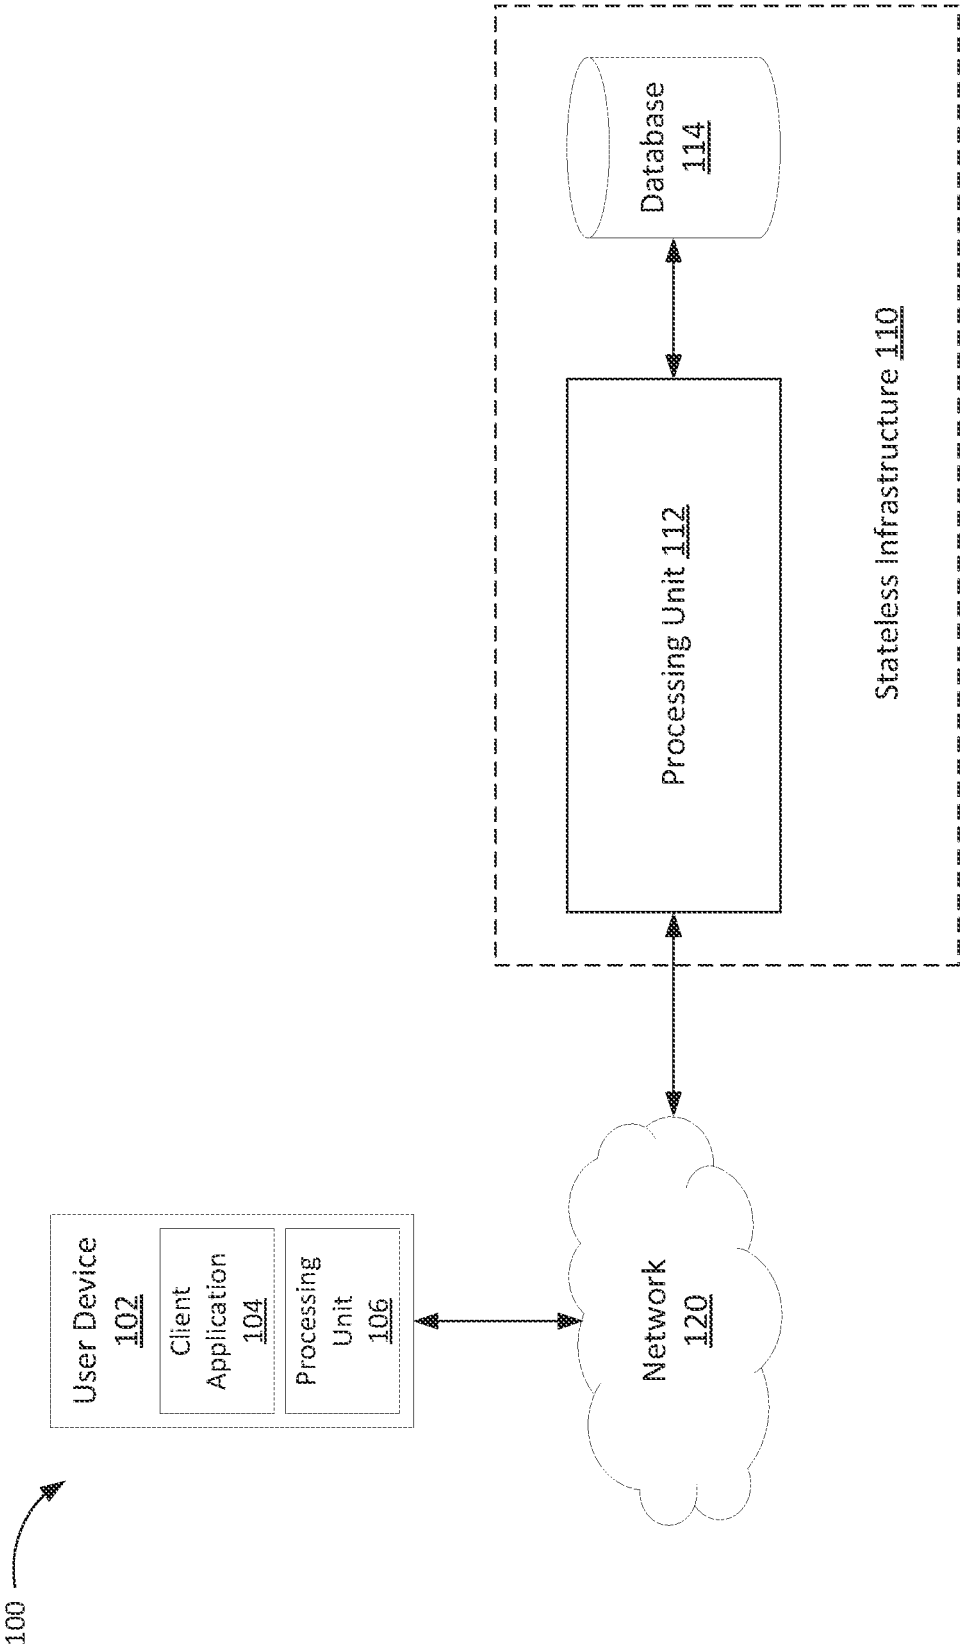 100
User Device
102
Client
Application
104
Processing
Unit
106
Network
120
Processing Unit 112
Database
114
Stateless Infrastructure 110